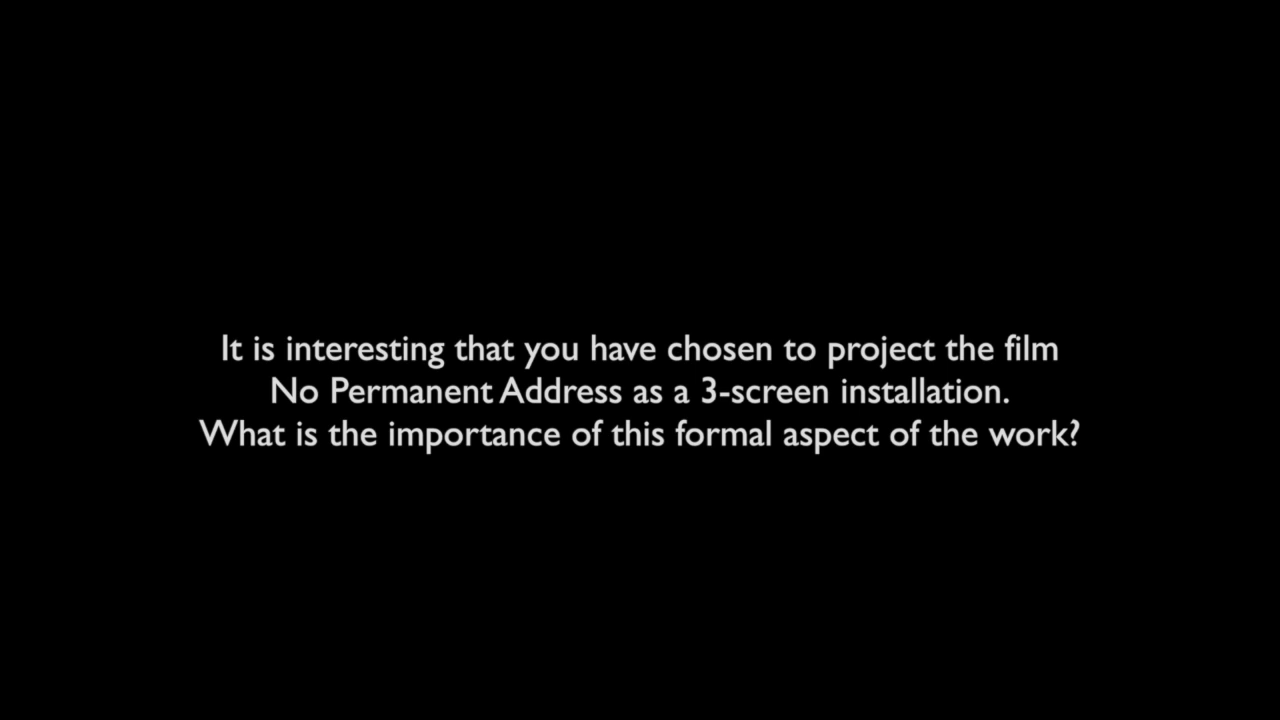 It is interesting that you have chosen to project the film
No Permanent Address as a 3-screen installation.
What is the importance of this formal aspect of the work?